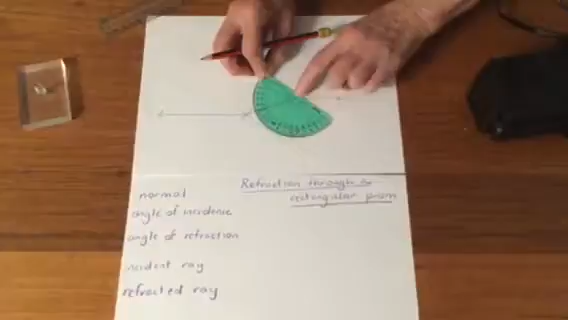 Refraction through a
rectangular prism
normal
angle of incidence
angle of refraction
incident ray
refracted ray